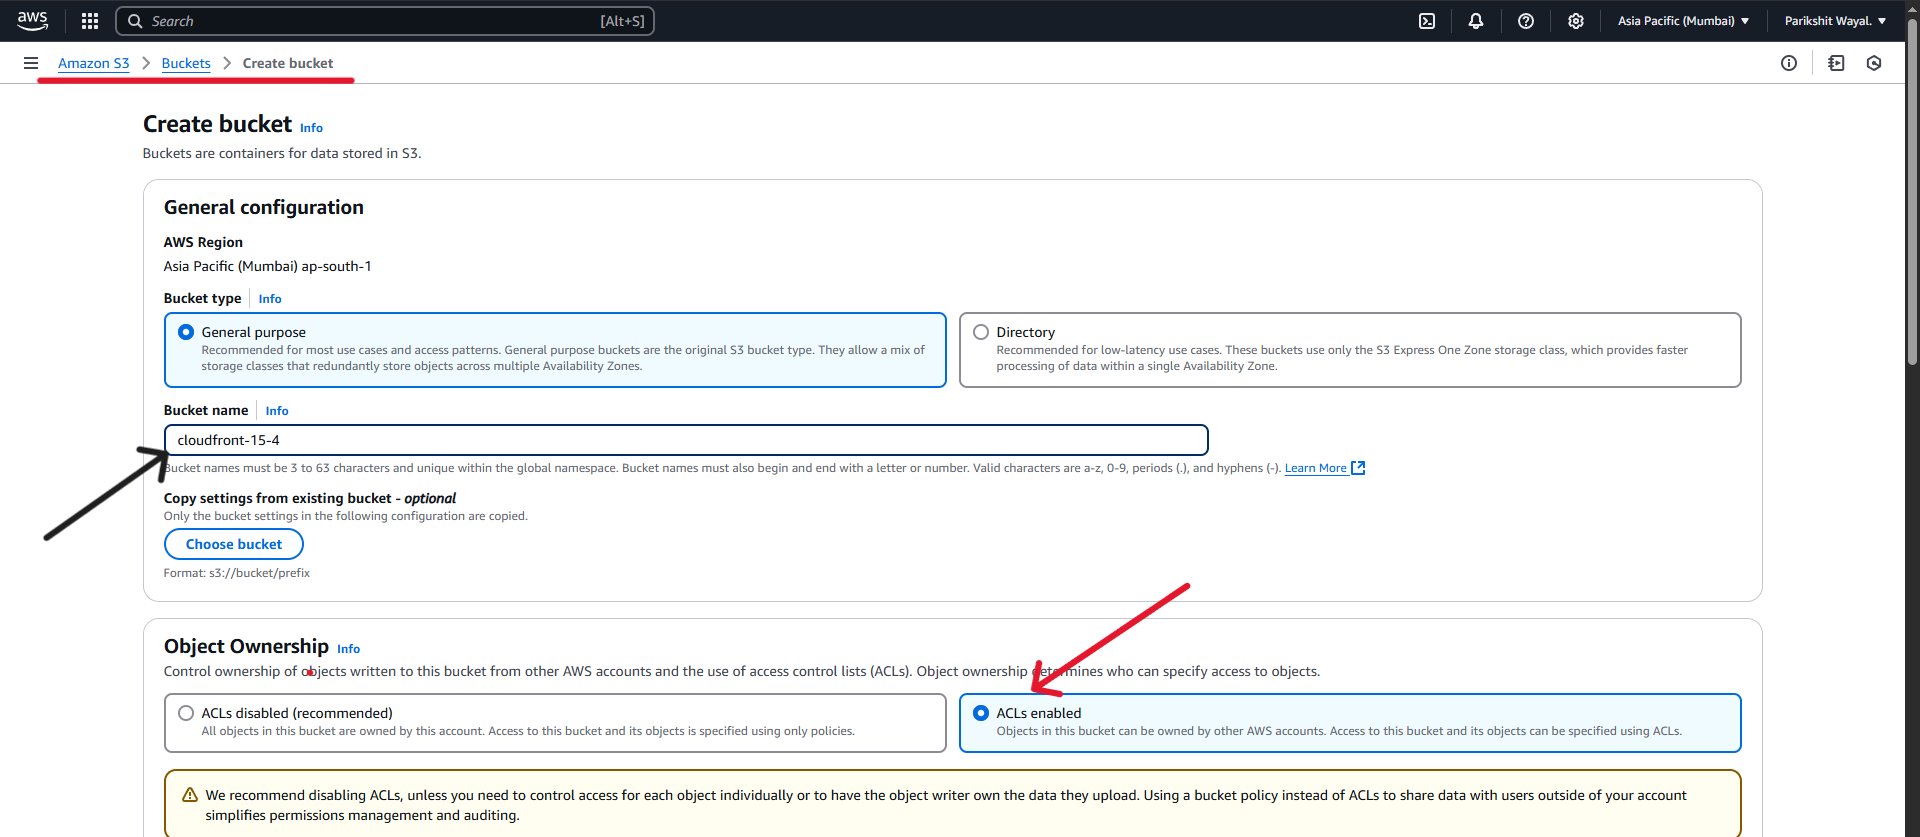 aws
Search [Alt+S]
Asia Pacific (Mumbai)
Parikshit Wayal.
Amazon S3 Buckets Create bucket
Create bucket Info
Buckets are containers for data stored in S3.
General configuration
AWS Region
Asia Pacific (Mumbai) ap-south-1
Bucket type Info
General purpose
Recommended for most use cases and access patterns. General purpose buckets are the original S3 bucket type. They allow a mix of
storage classes that redundantly store objects across multiple Availability Zones.
Directory
Recommended for low-latency use cases. These buckets use only the S3 Express One Zone storage class, which provides faster
processing of data within a single Availability Zone.
Bucket name Info
cloudfront-15-4
Bucket names must be 3 to 63 characters and unique within the global namespace. Bucket names must also begin and end with a letter or number. Valid characters are a-z, 0-9, periods (.), and hyphens (-). Learn More
Copy settings from existing bucket - optional
Only the bucket settings in the following configuration are copied.
Choose bucket
Format: s3://bucket/prefix
Object Ownership Info
Control ownership of objects written to this bucket from other AWS accounts and the use of access control lists (ACLs). Object ownership determines who can specify access to objects.
ACLs disabled (recommended)
All objects in this bucket are owned by this account. Access to this bucket and its objects is specified using only policies.
ACLs enabled
Objects in this bucket can be owned by other AWS accounts. Access to this bucket and its objects can be specified using ACLs.
We recommend disabling ACLs, unless you need to control access for each object individually or to have the object writer own the data they upload. Using a bucket policy instead of ACLs to share data with users outside of your account
simplifies permissions management and auditing.